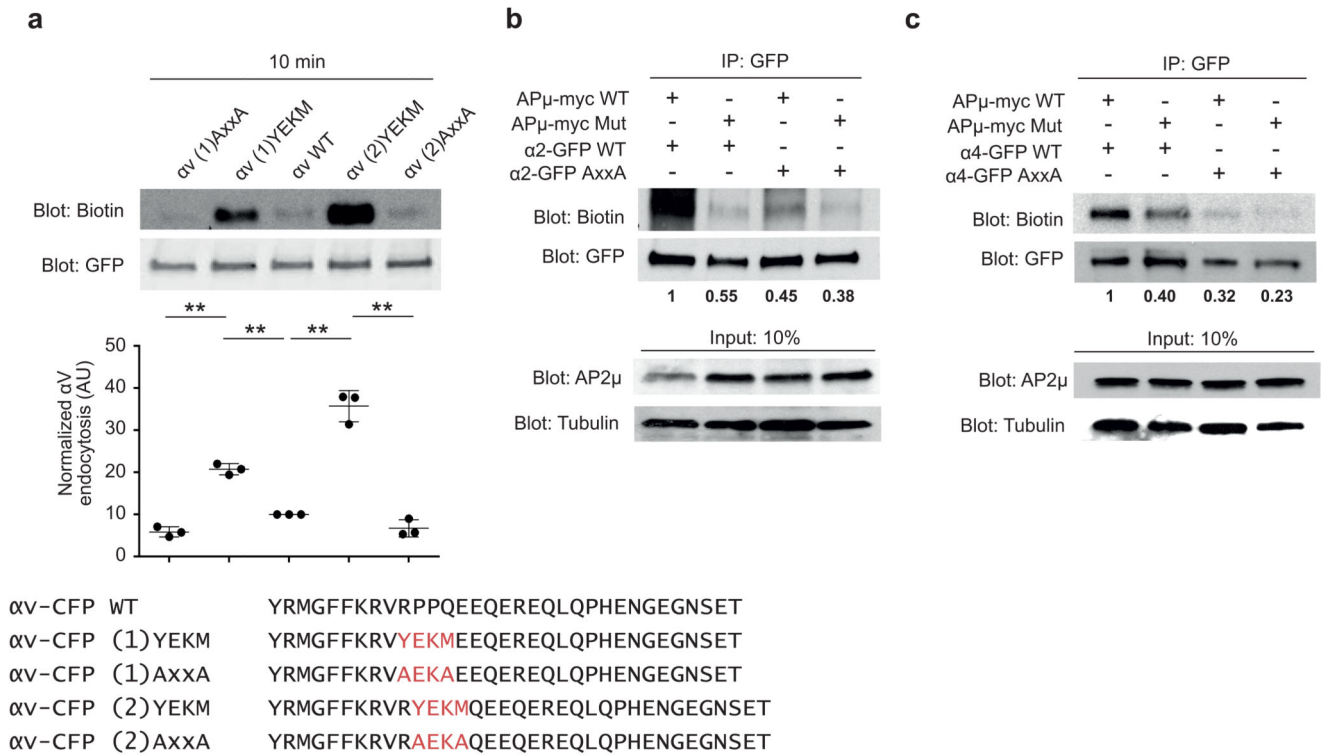 a
10 min
αv (1)AxxA
αv (1)YEKM
αv WT
αv (2)YEKM
αv (2)AxxA
Blot: Biotin
Blot: GFP
** ** ** **
Normalized αV endocytosis (AU)
50
40
30
20
10
0
αv-CFP WT YRMGFFKRVRPPQEEQEREQLQPHENGEGNSET
αv-CFP (1)YEKM YRMGFFKRVYEKMEEQEREQLQPHENGEGNSET
αv-CFP (1)AxxA YRMGFFKRVAEKAEEQEREQLQPHENGEGNSET
αv-CFP (2)YEKM YRMGFFKRVRYEKMQEEQEREQLQPHENGEGNSET
αv-CFP (2)AxxA YRMGFFKRVRAEKAQEEQEREQLQPHENGEGNSET
b
IP: GFP
APμ-myc WT + - + -
APμ-myc Mut - + - +
α2-GFP WT + + - -
α2-GFP AxxA - - + +
Blot: Biotin
Blot: GFP
1 0.55 0.45 0.38
Input: 10%
Blot: AP2μ
Blot: Tubulin
c
IP: GFP
APμ-myc WT + - + -
APμ-myc Mut - + - +
α4-GFP WT + + - -
α4-GFP AxxA - - + +
Blot: Biotin
Blot: GFP
1 0.40 0.32 0.23
Input: 10%
Blot: AP2μ
Blot: Tubulin